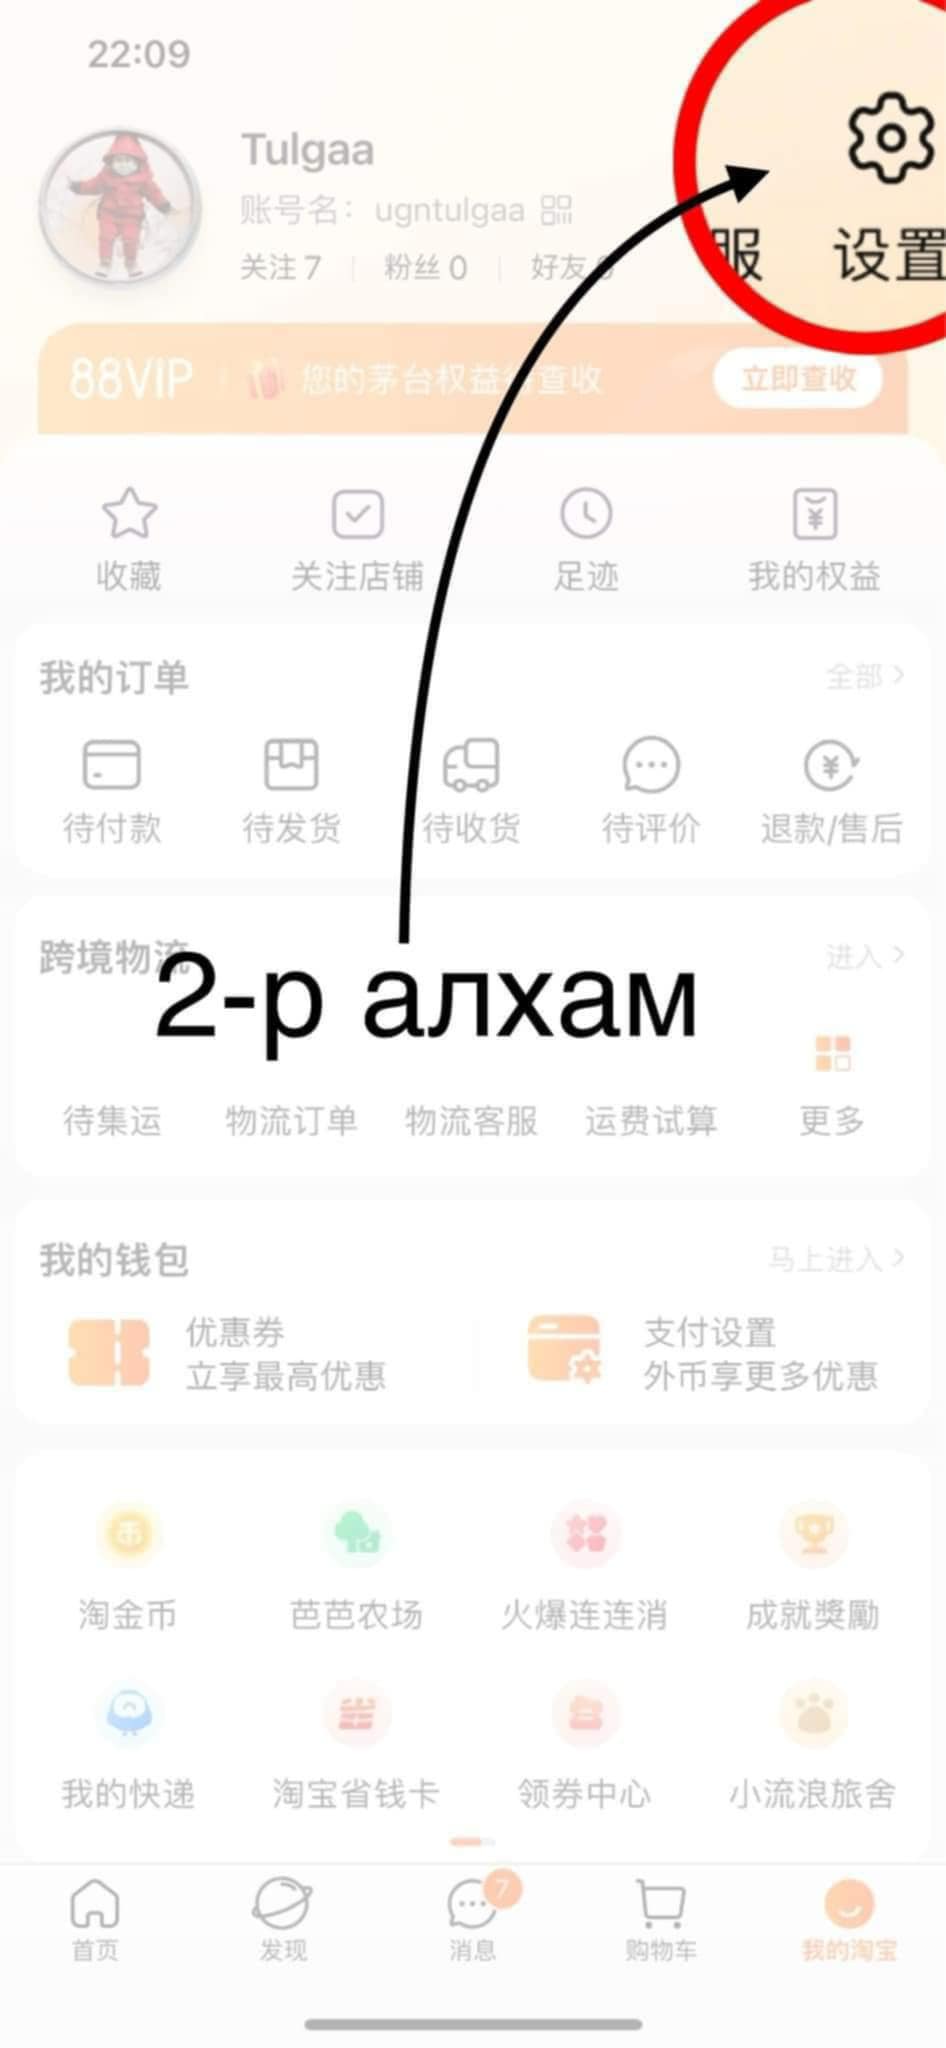 22:09
Tulgaa
账号名: ugntulgaa
关注 7 粉丝 0 好友
服 设置
88VIP 您的茅台权益待查收 立即查收
收藏 关注店铺 足迹 我的权益
我的订单 全部 >
待付款 待发货 待收货 待评价 退款/售后
跨境物流 进入 >
2-р алхам
待集运 物流订单 物流客服 运费试算 更多
我的钱包 马上进入 >
优惠券 支付设置
立享最高优惠 外币享更多优惠
淘金币 芭芭农场 火爆连连消 成就獎勵
我的快递 淘宝省钱卡 领券中心 小流浪旅舍
7
首页 发现 消息 购物车 我的淘宝